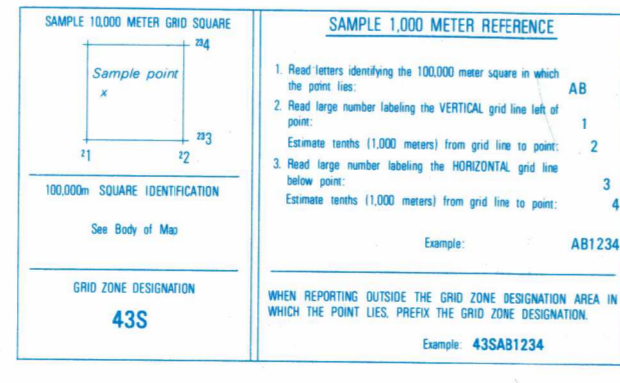 SAMPLE 10,000 METER GRID SQUARE
²³4
Sample point
x
²³3
²1 ²2
100,000m SQUARE IDENTIFICATION
See Body of Map
GRID ZONE DESIGNATION
43S
SAMPLE 1,000 METER REFERENCE
1. Read letters identifying the 100,000 meter square in which
the point lies: AB
2. Read large number labeling the VERTICAL grid line left of
point: 1
Estimate tenths (1,000 meters) from grid line to point: 2
3. Read large number labeling the HORIZONTAL grid line
below point: 3
Estimate tenths (1,000 meters) from grid line to point: 4
Example: AB1234
WHEN REPORTING OUTSIDE THE GRID ZONE DESIGNATION AREA IN
WHICH THE POINT LIES, PREFIX THE GRID ZONE DESIGNATION.
Example: 43SAB1234